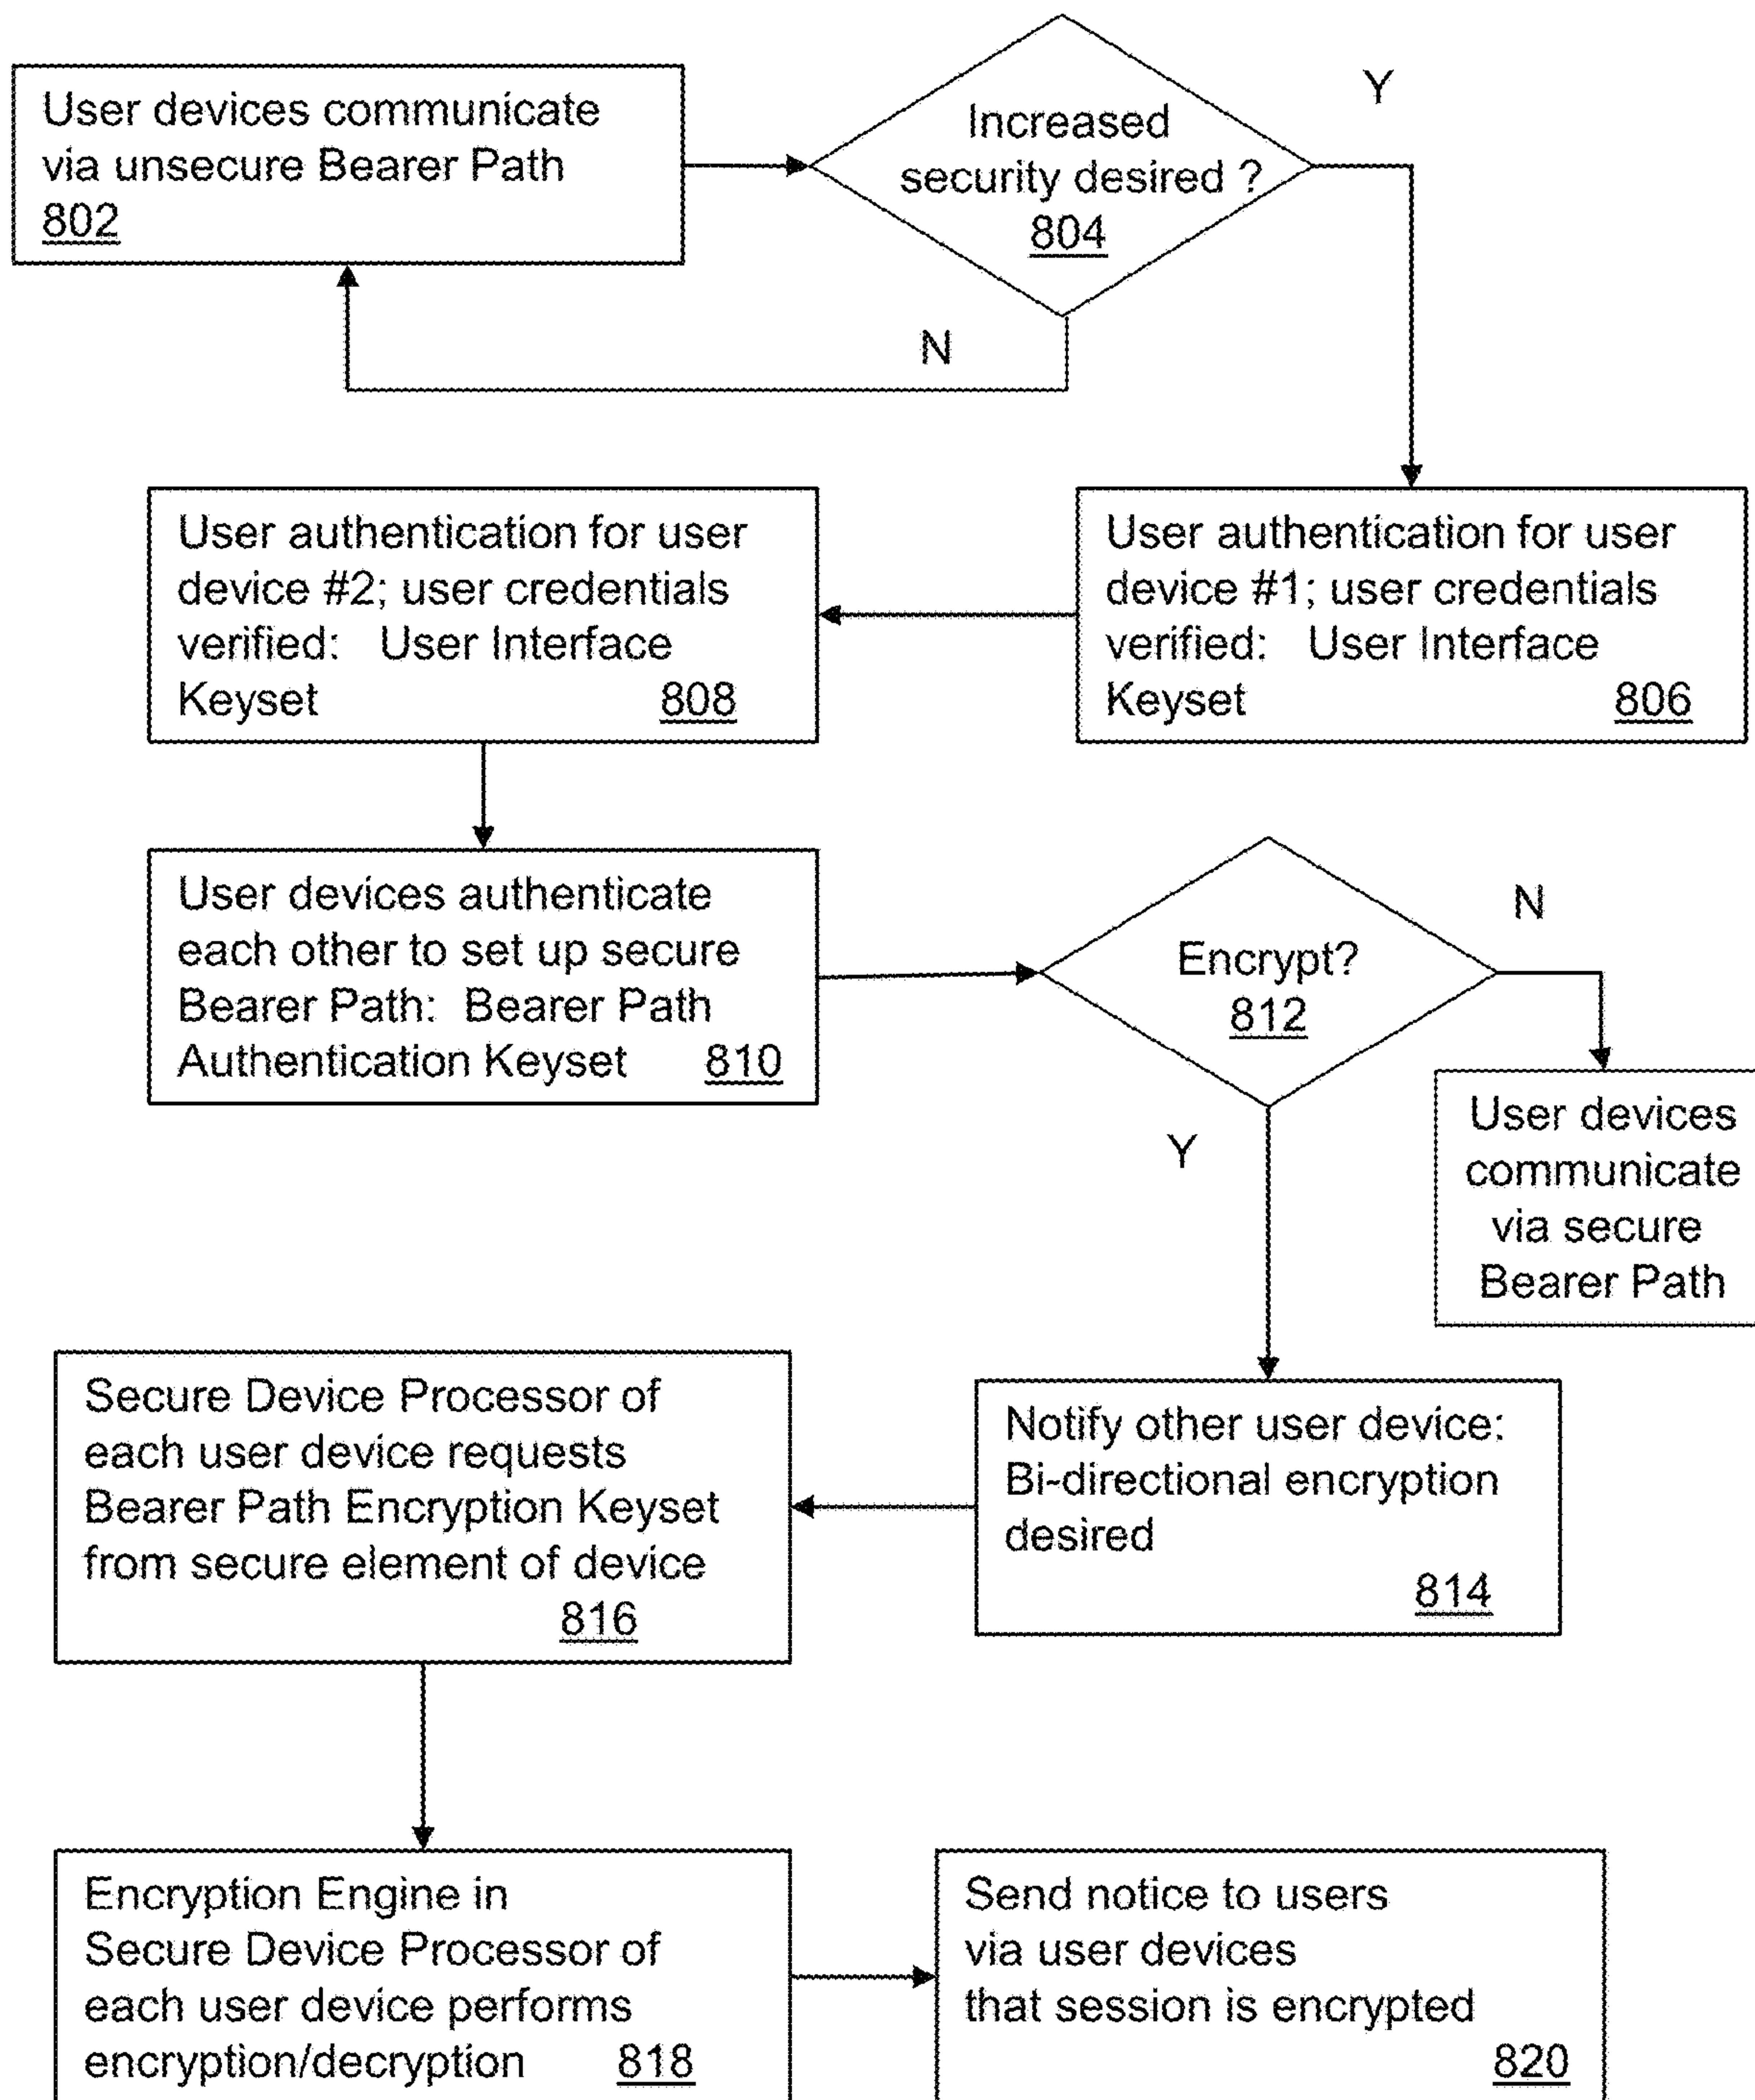 User devices communicate
via unsecure Bearer Path
802
Increased
security desired ?
804
Y
N
User authentication for user
device #1; user credentials
verified: User Interface
Keyset 806
User authentication for user
device #2; user credentials
verified: User Interface
Keyset 808
User devices authenticate
each other to set up secure
Bearer Path: Bearer Path
Authentication Keyset 810
Encrypt?
812
N
Y
User devices
communicate
via secure
Bearer Path
Notify other user device:
Bi-directional encryption
desired
814
Secure Device Processor of
each user device requests
Bearer Path Encryption Keyset
from secure element of device
816
Encryption Engine in
Secure Device Processor of
each user device performs
encryption/decryption 818
Send notice to users
via user devices
that session is encrypted
820